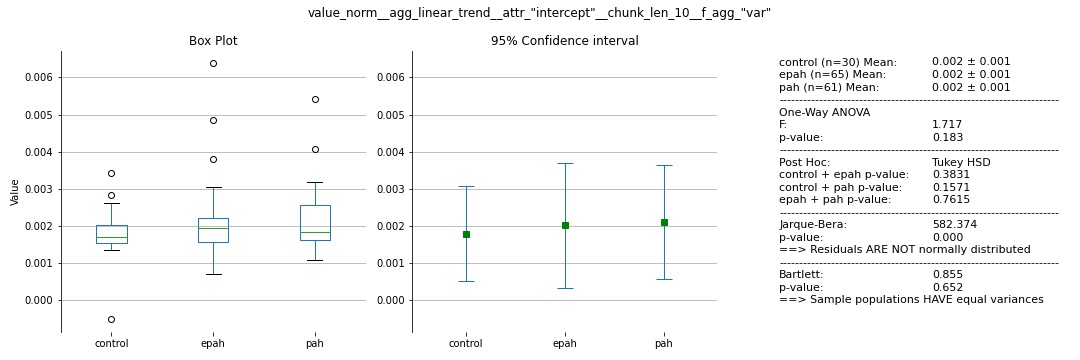 value_norm__agg_linear_trend__attr_"intercept"__chunk_len_10__f_agg_"var"
Box Plot
Value
0.006
0.005
0.004
0.003
0.002
0.001
0.000
control epah pah
95% Confidence interval
0.006
0.005
0.004
0.003
0.002
0.001
0.000
control epah pah
control (n=30) Mean: 0.002 ± 0.001
epah (n=65) Mean: 0.002 ± 0.001
pah (n=61) Mean: 0.002 ± 0.001
One-Way ANOVA
F: 1.717
p-value: 0.183
Post Hoc: Tukey HSD
control + epah p-value: 0.3831
control + pah p-value: 0.1571
epah + pah p-value: 0.7615
Jarque-Bera: 582.374
p-value: 0.000
==> Residuals ARE NOT normally distributed
Bartlett: 0.855
p-value: 0.652
==> Sample populations HAVE equal variances